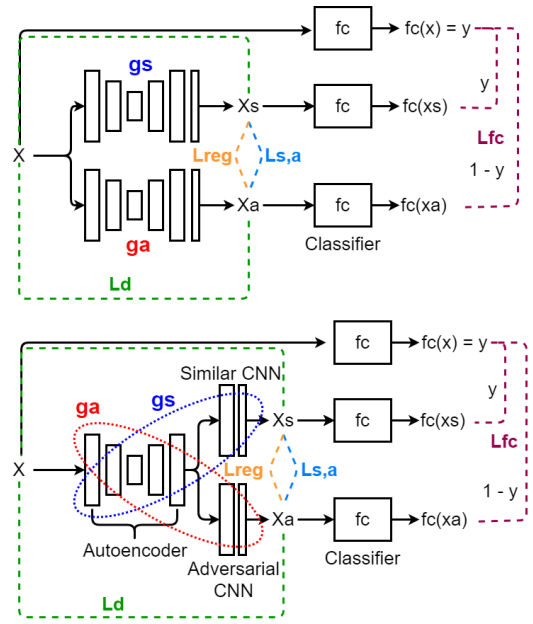 fc
fc(x) = y
gs
y
Xs
fc
fc(xs)
Lfc
X
Lreg
Ls,a
1 - y
Xa
fc
fc(xa)
ga
Classifier
Ld
fc
fc(x) = y
Similar CNN
ga
gs
y
Xs
fc
fc(xs)
Lfc
X
Lreg
Ls,a
1 - y
Xa
fc
fc(xa)
Autoencoder
Classifier
Adversarial
CNN
Ld